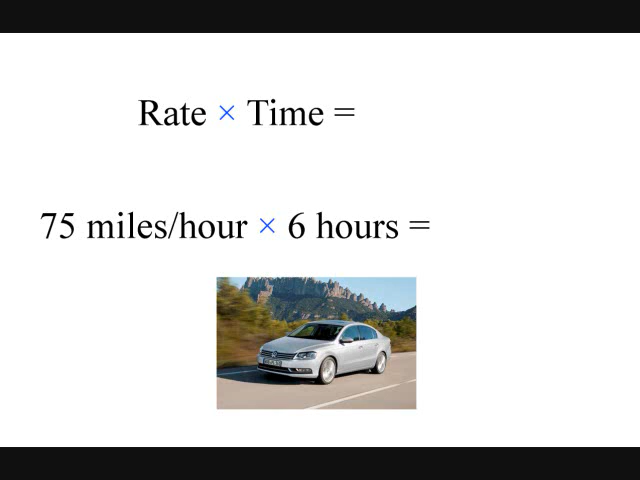 Rate × Time =
75 miles/hour × 6 hours =